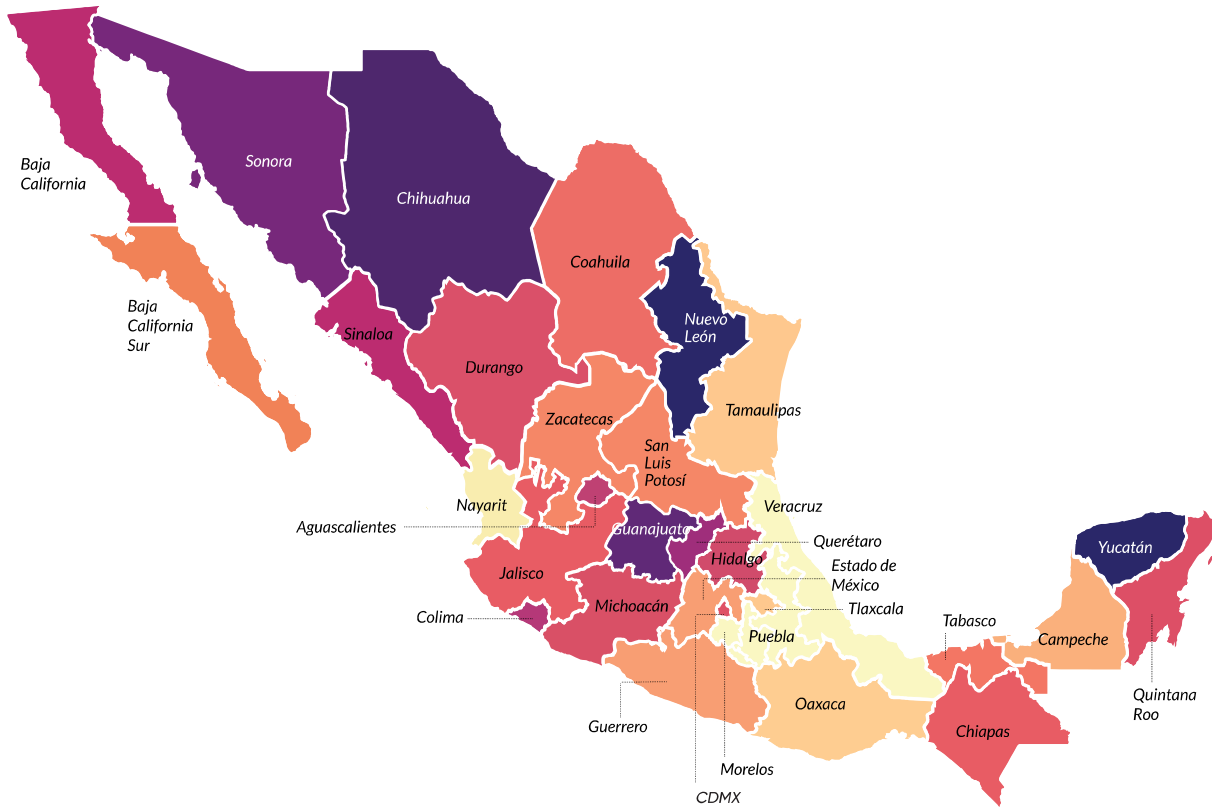 Baja
California
Sonora
Chihuahua
Coahuila
Baja
California
Sur
Nuevo
León
Sinaloa
Durango
Tamaulipas
Zacatecas
San
Luis
Potosí
Nayarit
Veracruz
Aguascalientes
Guanajuato
Querétaro
Yucatán
Hidalgo
Estado de
México
Jalisco
Michoacán
Tlaxcala
Colima
Tabasco
Puebla
Campeche
Quintana
Roo
Oaxaca
Guerrero
Chiapas
Morelos
CDMX